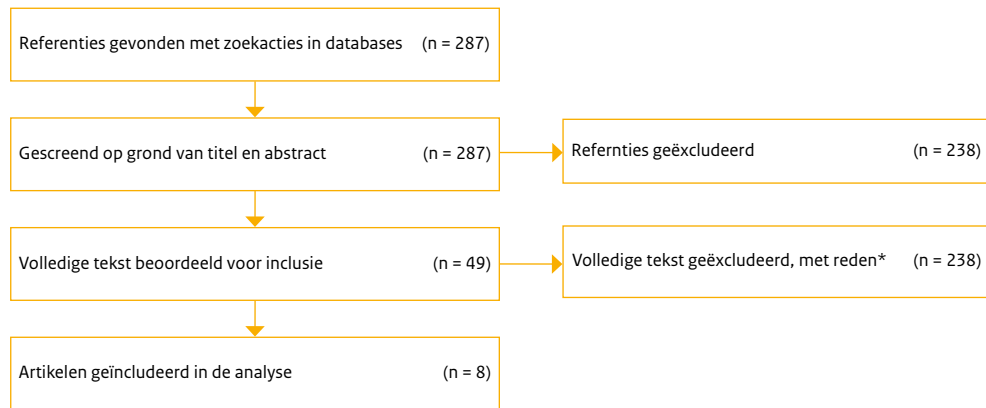 Referenties gevonden met zoekacties in databases (n = 287)
Gescreend op grond van titel en abstract (n = 287)
Refernties geëxcludeerd (n = 238)
Volledige tekst beoordeeld voor inclusie (n = 49)
Volledige tekst geëxcludeerd, met reden* (n = 238)
Artikelen geïncludeerd in de analyse (n = 8)